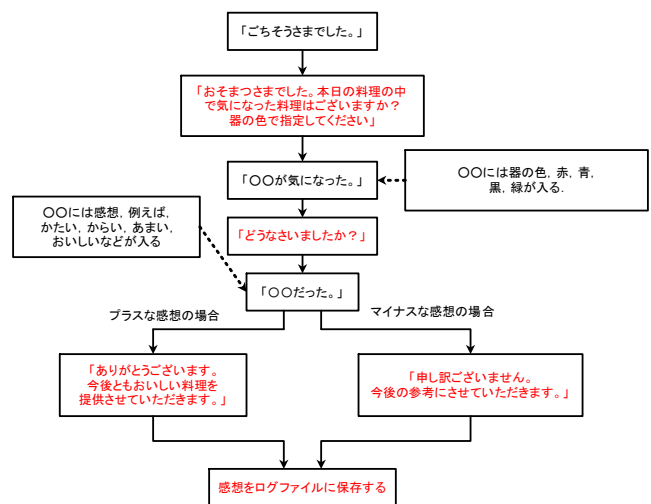 「ごちそうさまでした。」
「おそまつさまでした。本日の料理の中
で気になった料理はございますか？
器の色で指定してください」
「〇〇が気になった。」
〇〇には器の色，赤，青，
黒，緑が入る．
〇〇には感想，例えば，
かたい，からい，あまい，
おいしいなどが入る
「どうなさいましたか？」
「〇〇だった。」
プラスな感想の場合
マイナスな感想の場合
「ありがとうございます。
今後ともおいしい料理を
提供させていただきます。」
「申し訳ございません。
今後の参考にさせていただきます。」
感想をログファイルに保存する